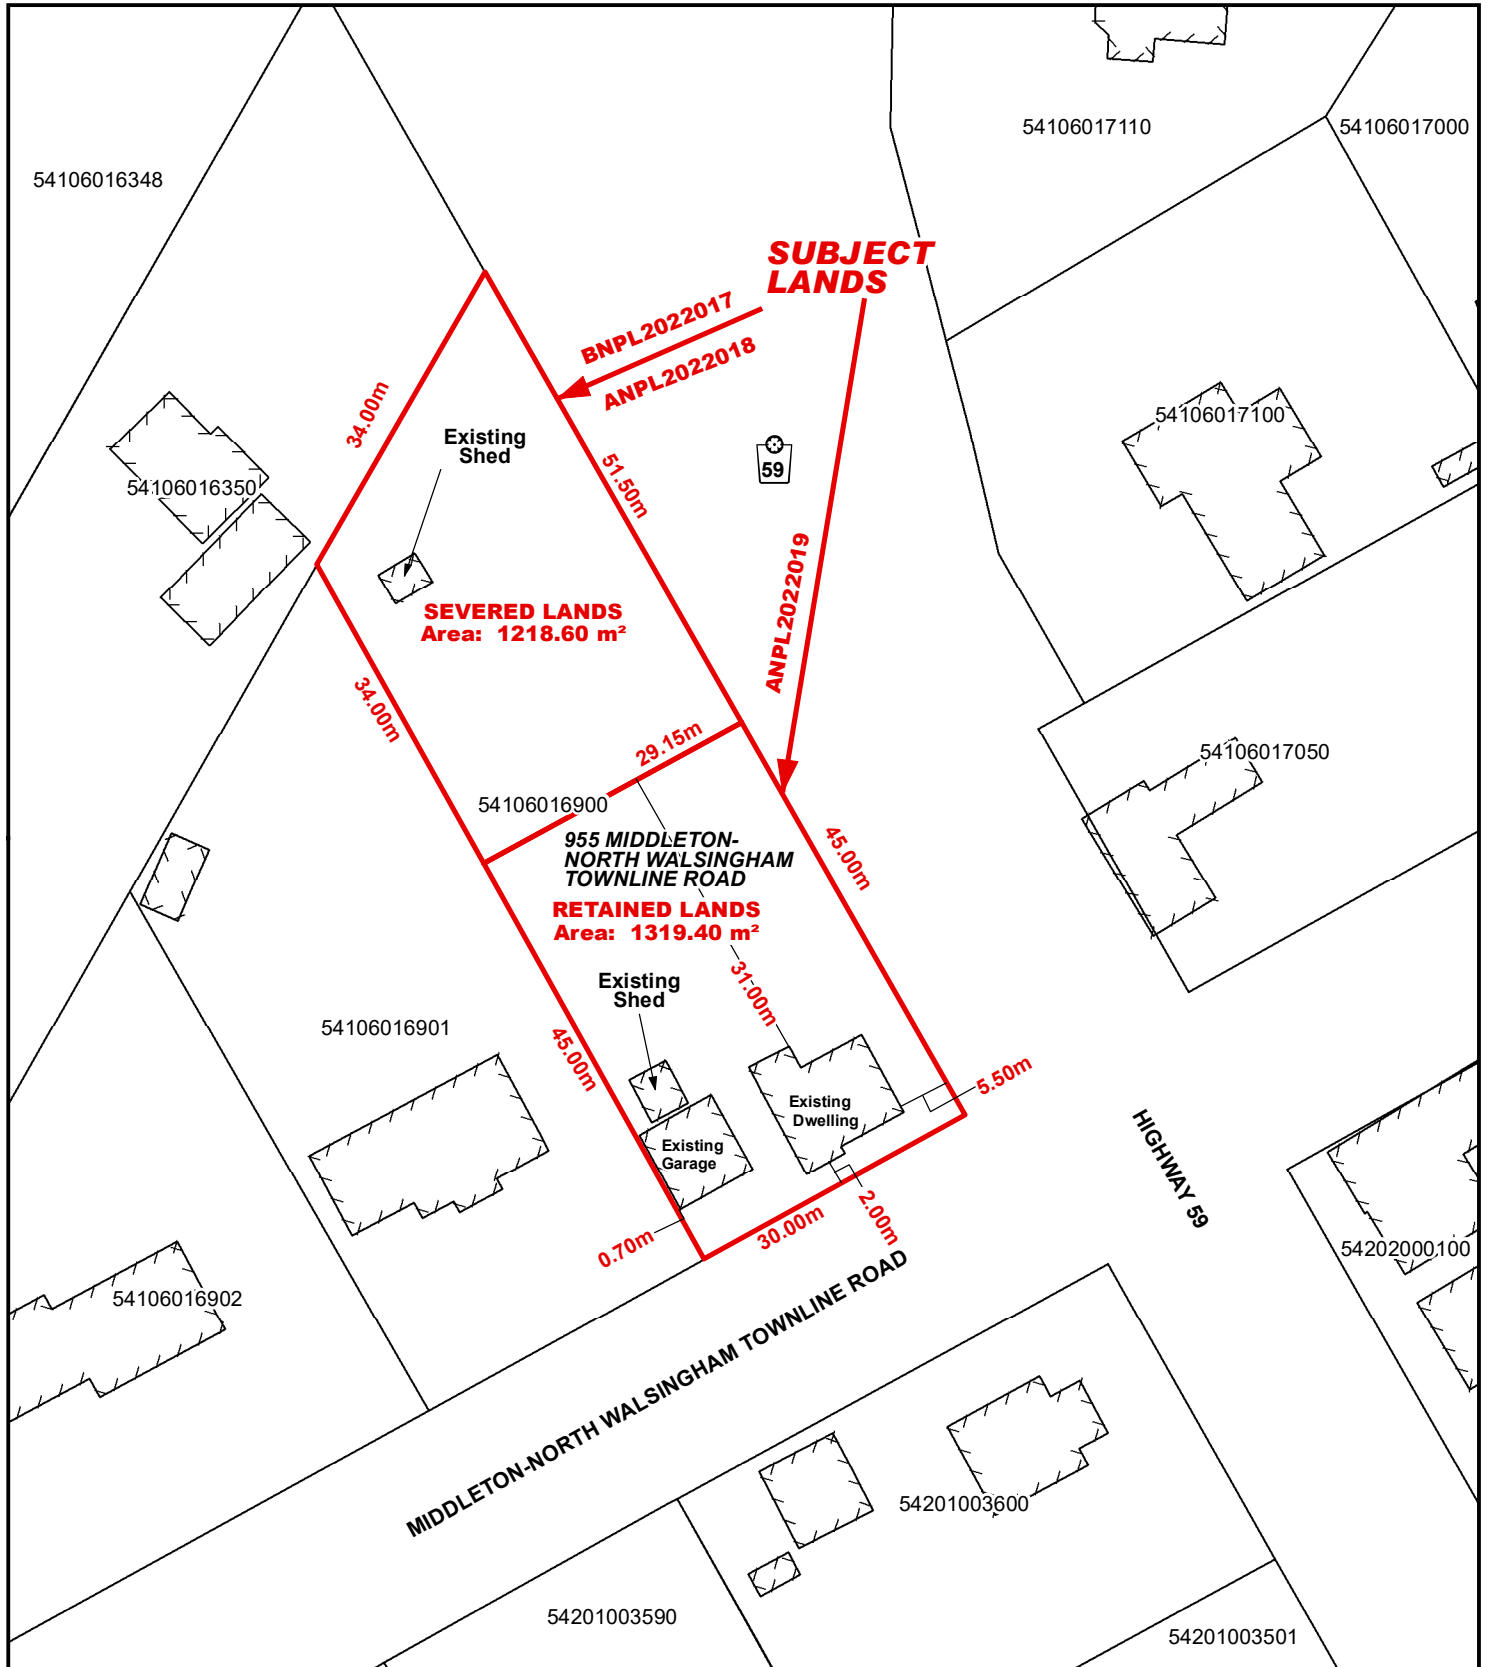 54106017110
54106017000
54106016348
SUBJECT
LANDS
BNPL2022017
ANPL2022018
34.00m
Existing
Shed
54106017100
59
54106016350
51.50m
ANPL2022019
SEVERED LANDS
Area: 1218.60 m²
34.00m
29.15m
54106017050
54106016900
955 MIDDLETON-
NORTH WALSINGHAM
TOWNLINE ROAD
45.00m
RETAINED LANDS
Area: 1319.40 m²
Existing
Shed
31.00m
54106016901
45.00m
5.50m
Existing
Dwelling
Existing
Garage
HIGHWAY 59
2.00m
30.00m
0.70m
54202000100
54106016902
MIDDLETON-NORTH WALSINGHAM TOWNLINE ROAD
54201003600
54201003590
54201003501